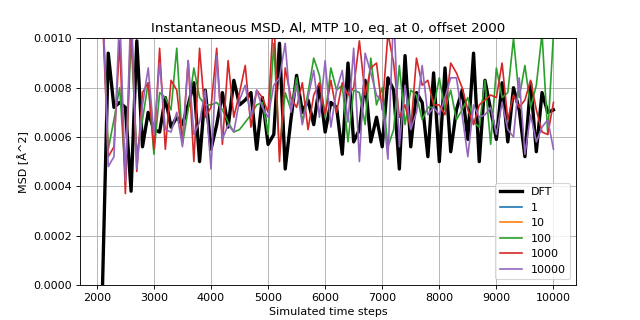 Instantaneous MSD, Al, MTP 10, eq. at 0, offset 2000
MSD [Å^2]
0.0010
0.0008
0.0006
0.0004
0.0002
0.0000
DFT
1
10
100
1000
10000
2000 3000 4000 5000 6000 7000 8000 9000 10000
Simulated time steps